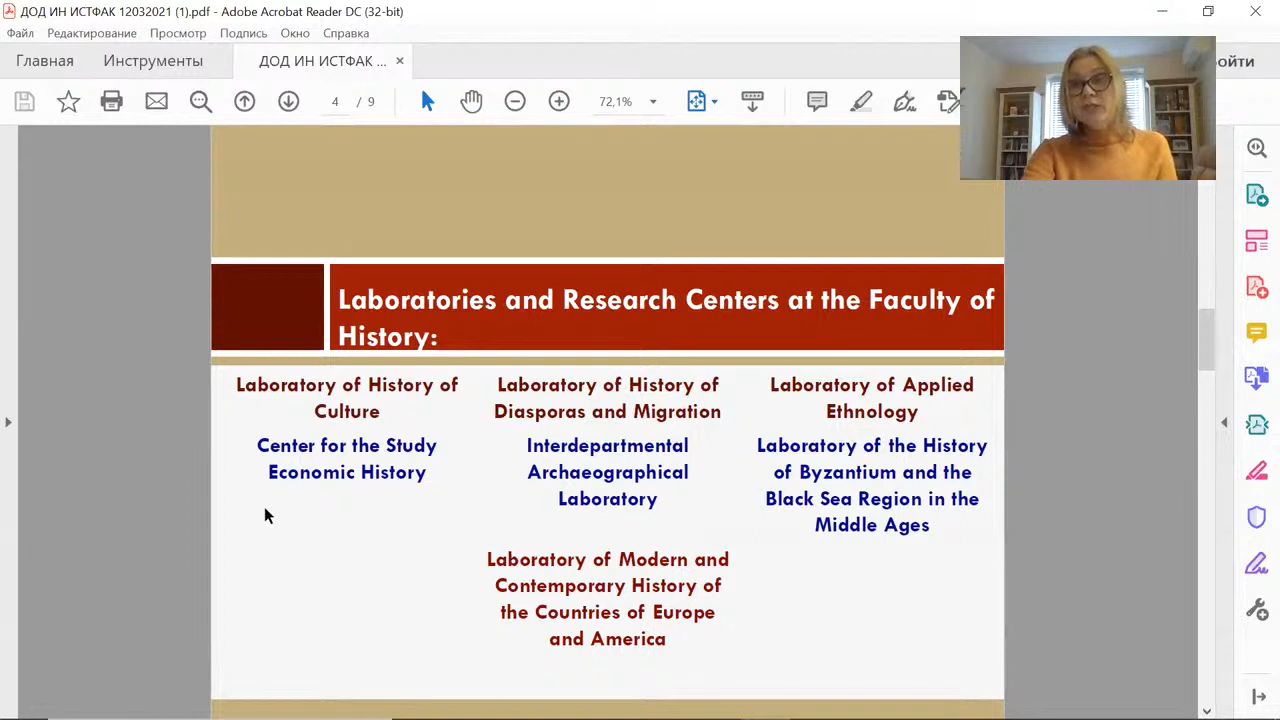 ДОД ИН ИСТФАК 12032021 (1).pdf - Adobe Acrobat Reader DC (32-bit)
Файл Редактирование Просмотр Подпись Окно Справка
Главная Инструменты ДОД ИН ИСТФАК ... × ойти
4 / 9 72,1%
Laboratories and Research Centers at the Faculty of
History:
Laboratory of History of
Culture
Laboratory of History of
Diasporas and Migration
Laboratory of Applied
Ethnology
Center for the Study
Economic History
Interdepartmental
Archaeographical
Laboratory
Laboratory of the History
of Byzantium and the
Black Sea Region in the
Middle Ages
Laboratory of Modern and
Contemporary History of
the Countries of Europe
and America